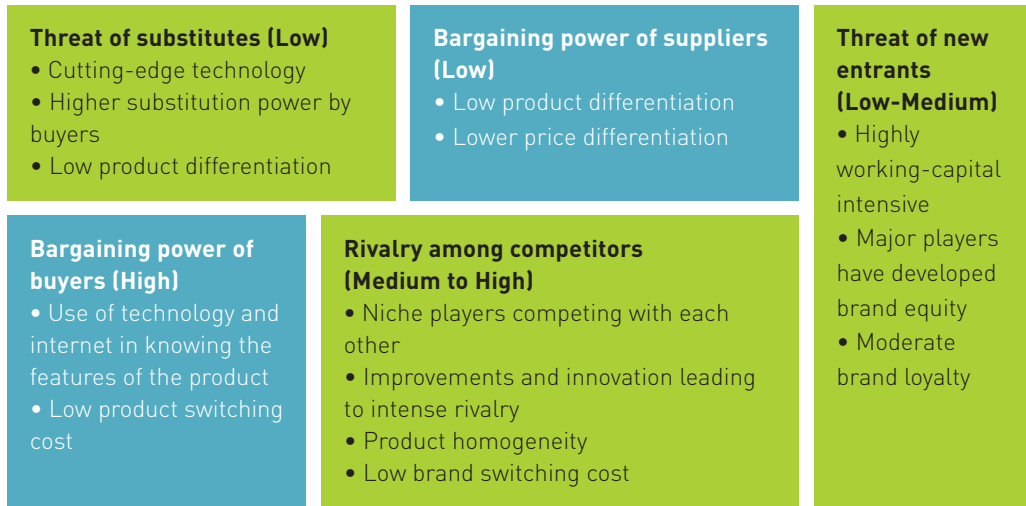 Threat of substitutes (Low)
• Cutting-edge technology
• Higher substitution power by
buyers
• Low product differentiation
Bargaining power of suppliers
(Low)
• Low product differentiation
• Lower price differentiation
Threat of new
entrants
(Low-Medium)
• Highly
working-capital
intensive
• Major players
have developed
brand equity
• Moderate
brand loyalty
Bargaining power of
buyers (High)
• Use of technology and
internet in knowing the
features of the product
• Low product switching
cost
Rivalry among competitors
(Medium to High)
• Niche players competing with each
other
• Improvements and innovation leading
to intense rivalry
• Product homogeneity
• Low brand switching cost